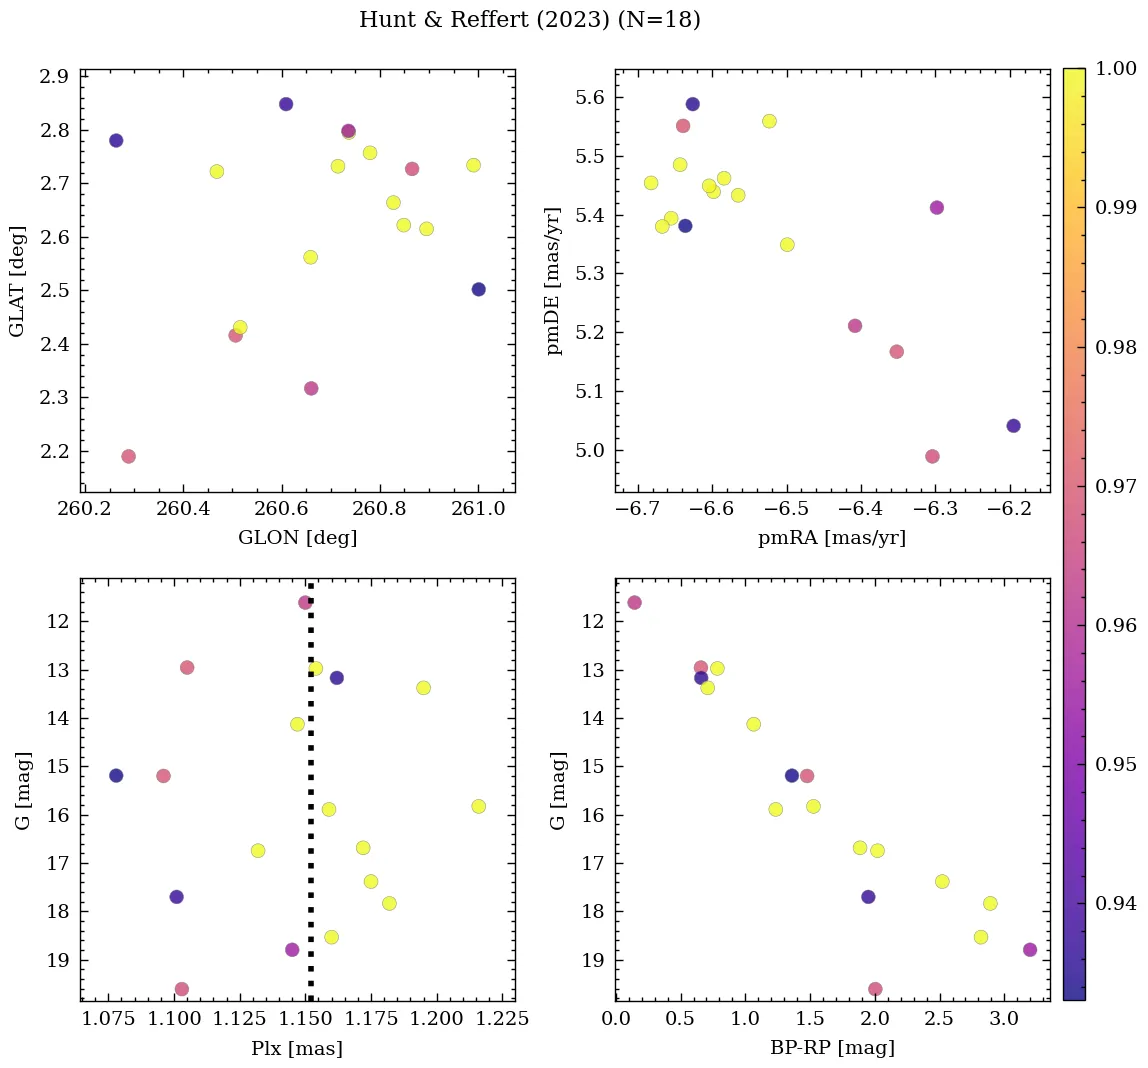 Hunt & Reffert (2023) (N=18)
2.9
2.8
2.7
2.6
2.5
2.4
2.3
2.2
GLAT [deg]
260.2 260.4 260.6 260.8 261.0
GLON [deg]
5.6
5.5
5.4
5.3
5.2
5.1
5.0
pmDE [mas/yr]
−6.7 −6.6 −6.5 −6.4 −6.3 −6.2
pmRA [mas/yr]
12
13
14
15
16
17
18
19
G [mag]
1.075 1.100 1.125 1.150 1.175 1.200 1.225
Plx [mas]
12
13
14
15
16
17
18
19
G [mag]
0.0 0.5 1.0 1.5 2.0 2.5 3.0
BP-RP [mag]
1.00
0.99
0.98
0.97
0.96
0.95
0.94